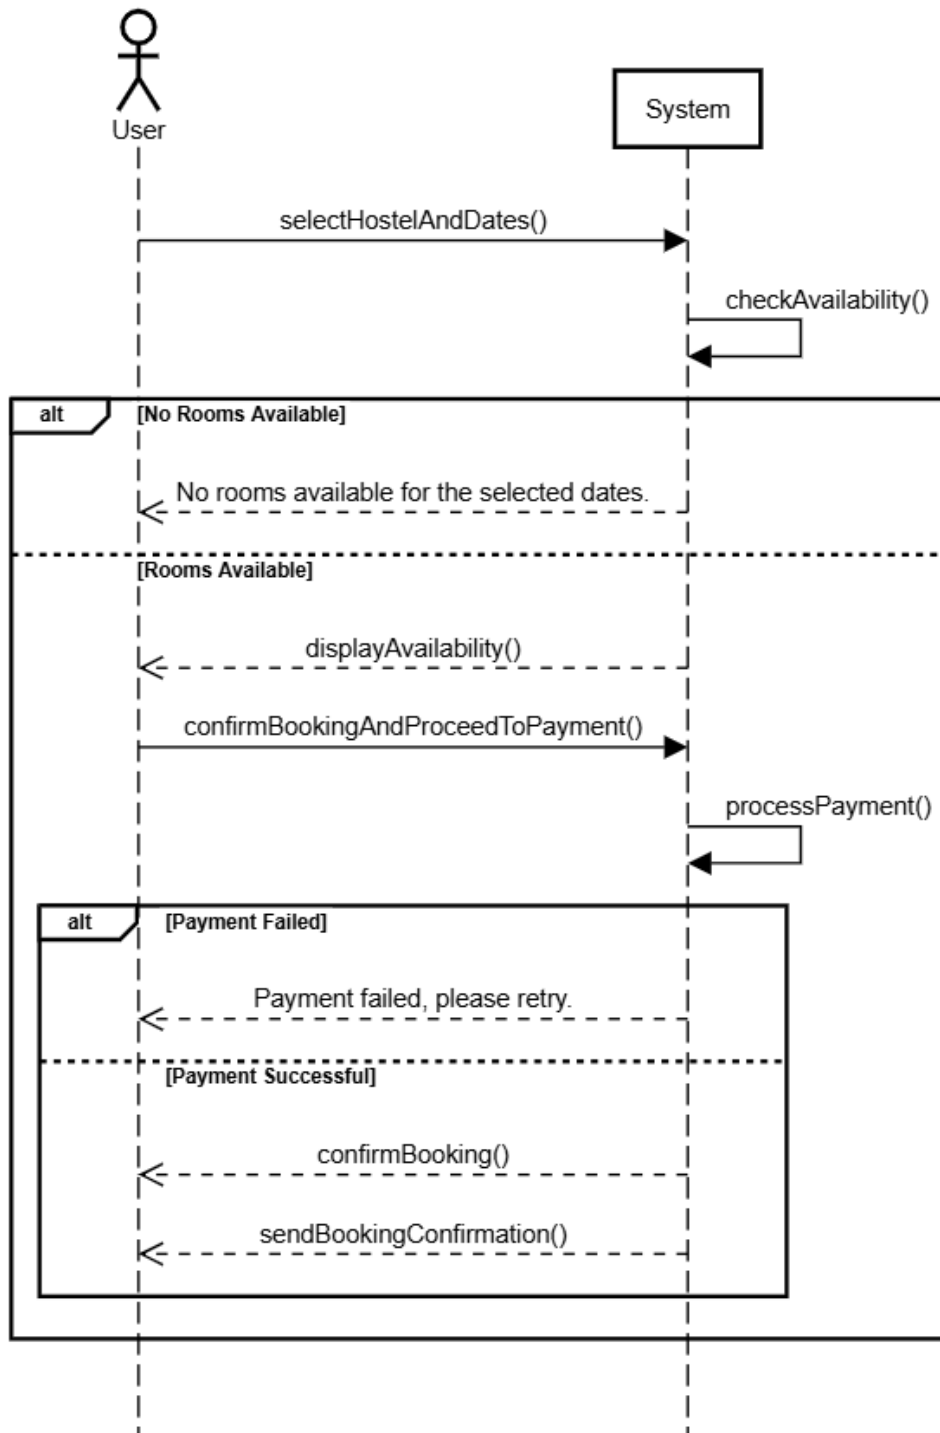 User
System
selectHostelAndDates()
checkAvailability()
alt
[No Rooms Available]
No rooms available for the selected dates.
[Rooms Available]
displayAvailability()
confirmBookingAndProceedToPayment()
processPayment()
alt
[Payment Failed]
Payment failed, please retry.
[Payment Successful]
confirmBooking()
sendBookingConfirmation()